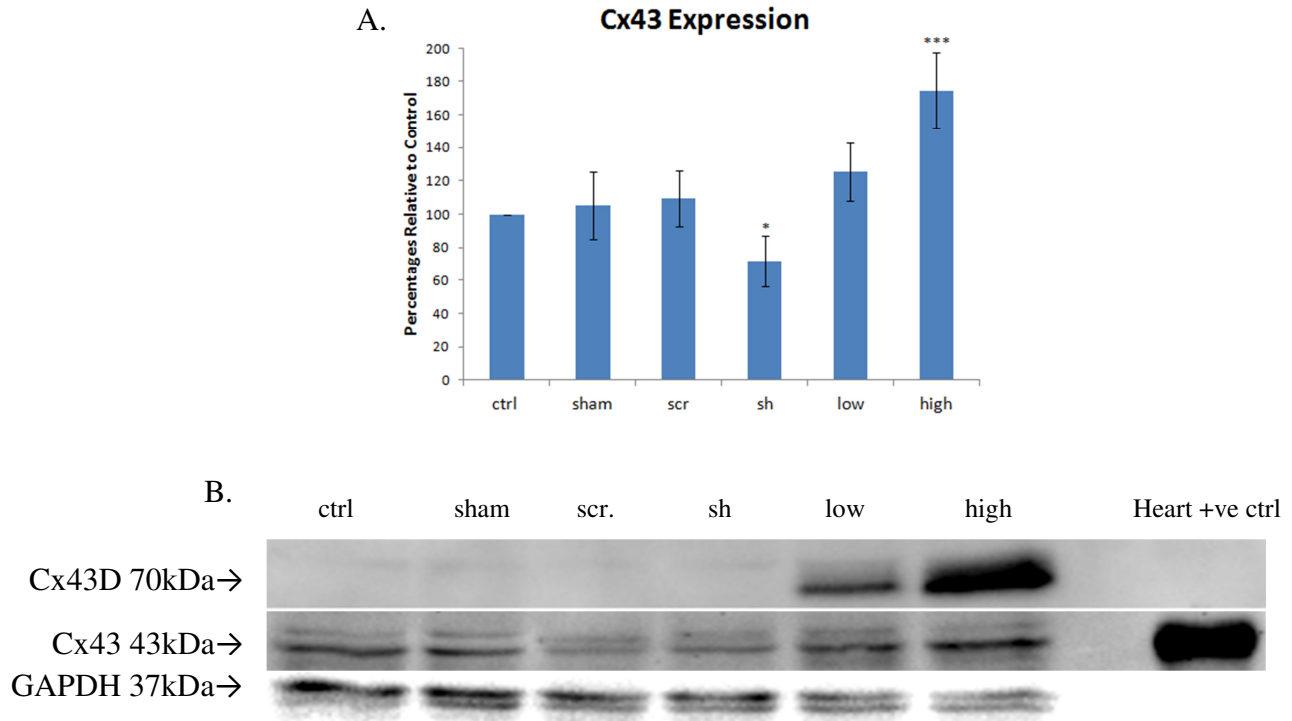 A.
Cx43 Expression
Percentages Relative to Control
200
180
160
140
120
100
80
60
40
20
0
***
*
ctrl sham scr sh low high
B.
ctrl sham scr. sh low high Heart +ve ctrl
Cx43D 70kDa→
Cx43 43kDa→
GAPDH 37kDa→